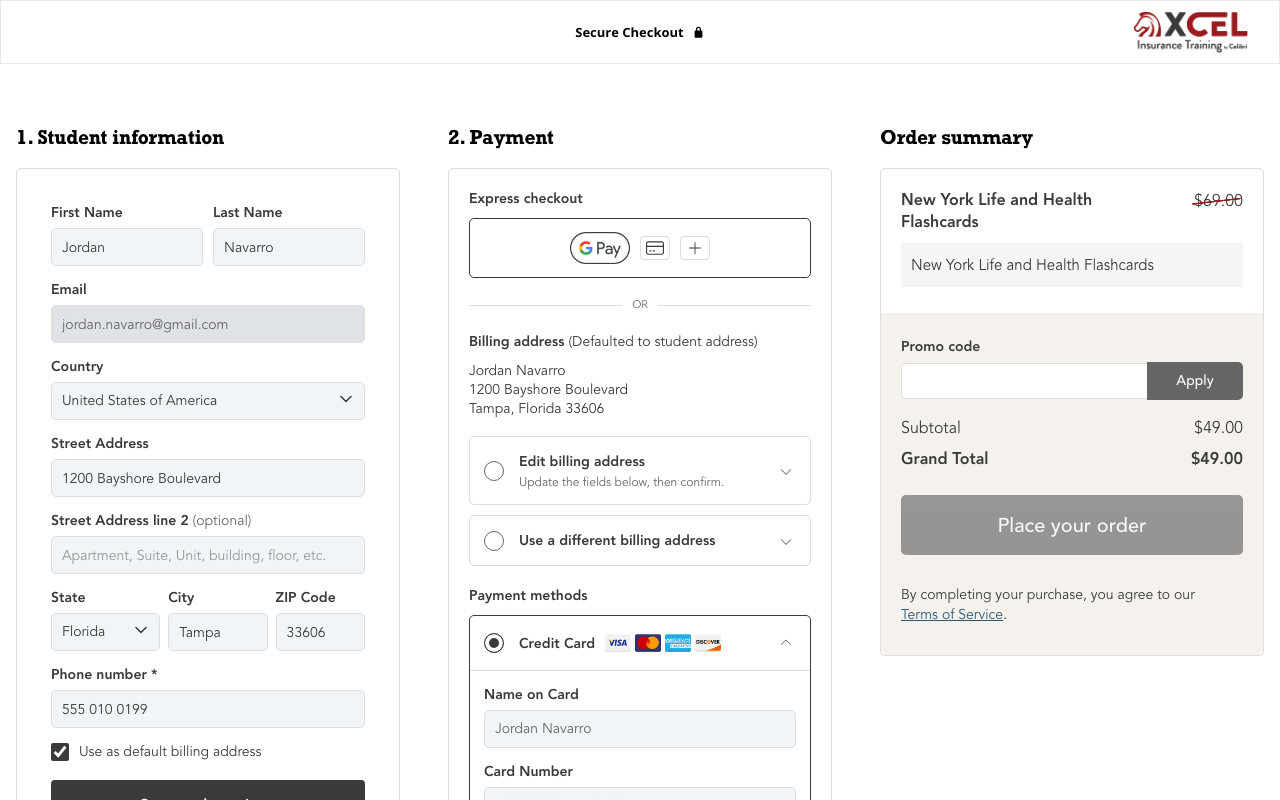 Secure Checkout
XCEL
Insurance Training by Colibri
1. Student information
First Name
Last Name
Jordan
Navarro
Email
jordan.navarro@gmail.com
Country
United States of America
Street Address
1200 Bayshore Boulevard
Street Address line 2 (optional)
Apartment, Suite, Unit, building, floor, etc.
State
City
ZIP Code
Florida
Tampa
33606
Phone number *
555 010 0199
Use as default billing address
2. Payment
Express checkout
G Pay
OR
Billing address (Defaulted to student address)
Jordan Navarro
1200 Bayshore Boulevard
Tampa, Florida 33606
Edit billing address
Update the fields below, then confirm.
Use a different billing address
Payment methods
Credit Card VISA AMERICAN EXPRESS DISCOVER
Name on Card
Jordan Navarro
Card Number
Order summary
New York Life and Health
Flashcards
$69.00
New York Life and Health Flashcards
Promo code
Apply
Subtotal
$49.00
Grand Total
$49.00
Place your order
By completing your purchase, you agree to our
Terms of Service.